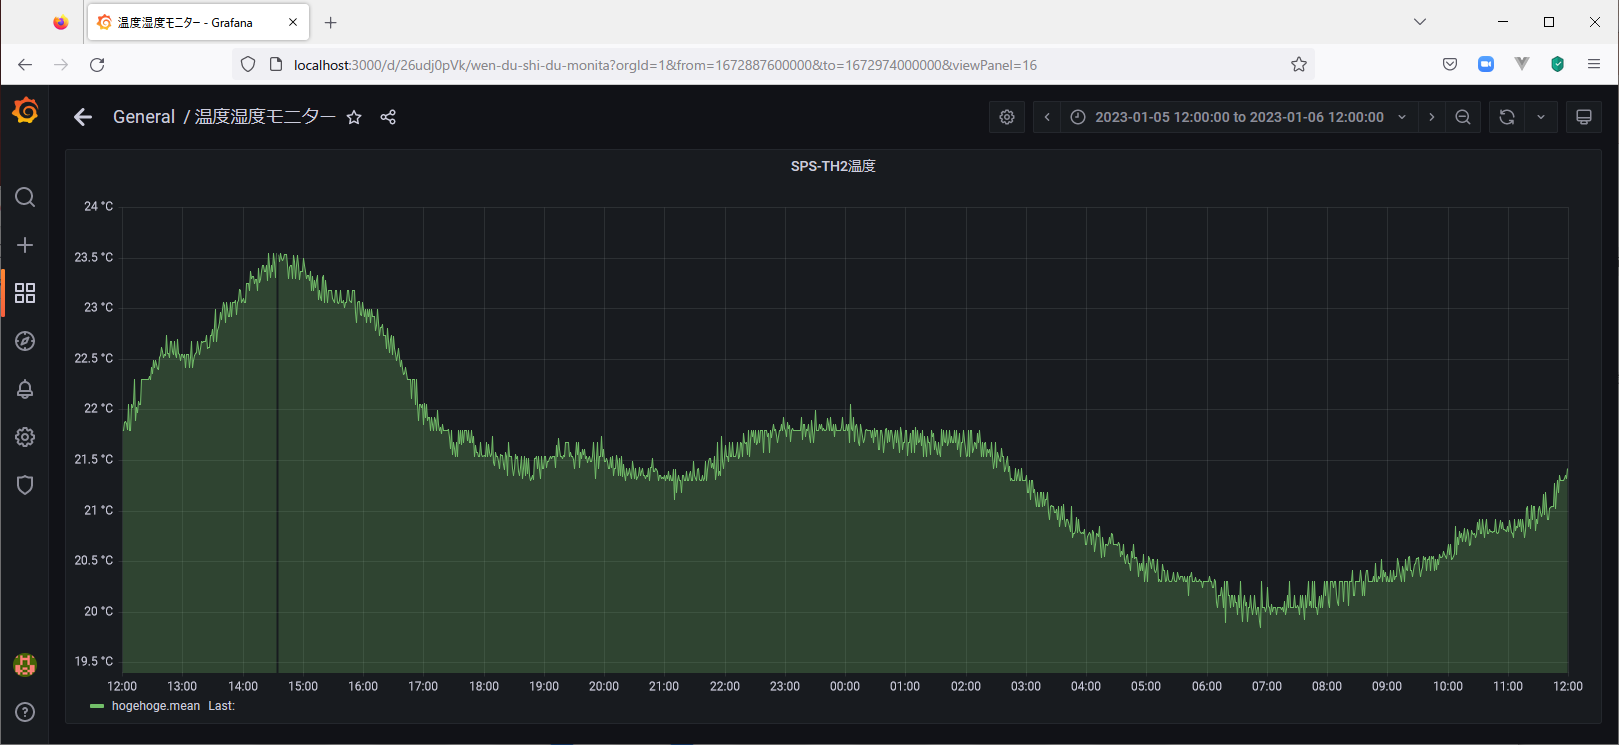 温度湿度モニター - Grafana
localhost:3000/d/26udj0pVk/wen-du-shi-du-monita?orgId=1&from=1672887600000&to=1672974000000&viewPanel=16
General / 温度湿度モニター
2023-01-05 12:00:00 to 2023-01-06 12:00:00
SPS-TH2温度
24 °C
23.5 °C
23 °C
22.5 °C
22 °C
21.5 °C
21 °C
20.5 °C
20 °C
19.5 °C
12:00 13:00 14:00 15:00 16:00 17:00 18:00 19:00 20:00 21:00 22:00 23:00 00:00 01:00 02:00 03:00 04:00 05:00 06:00 07:00 08:00 09:00 10:00 11:00 12:00
hogehoge.mean Last: